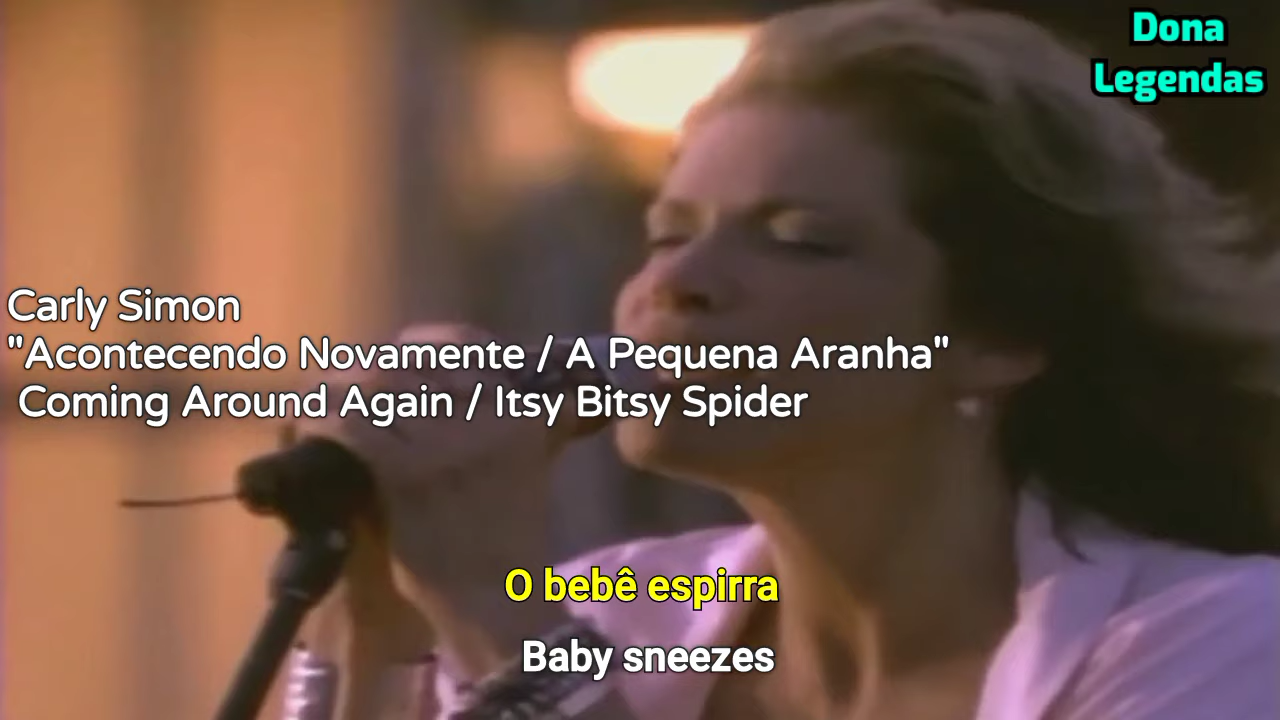 Dona
Legendas
Carly Simon
"Acontecendo Novamente / A Pequena Aranha"
Coming Around Again / Itsy Bitsy Spider
O bebê espirra
Baby sneezes